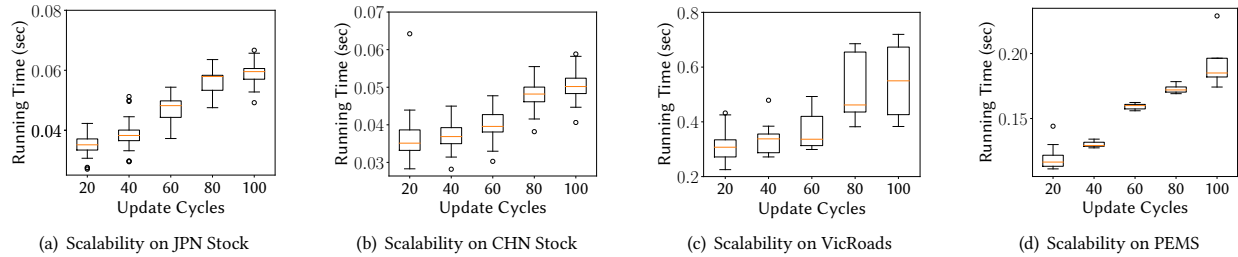 0.08
0.06
0.04
Running Time (sec)
20 40 60 80 100
Update Cycles
(a) Scalability on JPN Stock
0.07
0.06
0.05
0.04
0.03
Running Time (sec)
20 40 60 80 100
Update Cycles
(b) Scalability on CHN Stock
0.8
0.6
0.4
0.2
Running Time (sec)
20 40 60 80 100
Update Cycles
(c) Scalability on VicRoads
0.20
0.15
Running Time (sec)
20 40 60 80 100
Update Cycles
(d) Scalability on PEMS